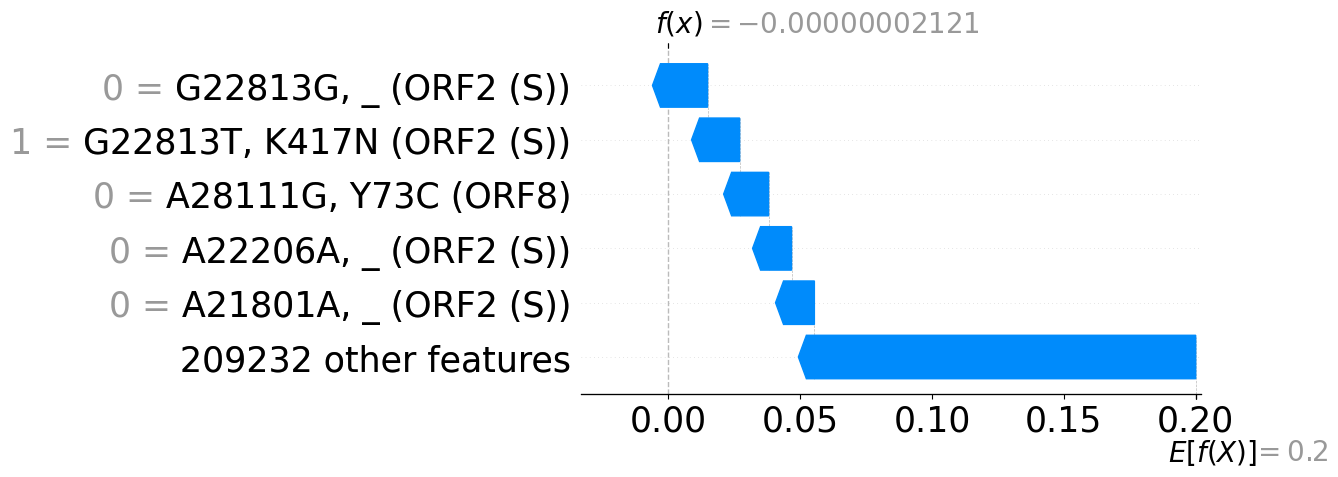 f(x) = −0.00000002121
0 = G22813G, _ (ORF2 (S))
1 = G22813T, K417N (ORF2 (S))
0 = A28111G, Y73C (ORF8)
0 = A22206A, _ (ORF2 (S))
0 = A21801A, _ (ORF2 (S))
209232 other features
0.00 0.05 0.10 0.15 0.20
E[f(X)] = 0.2